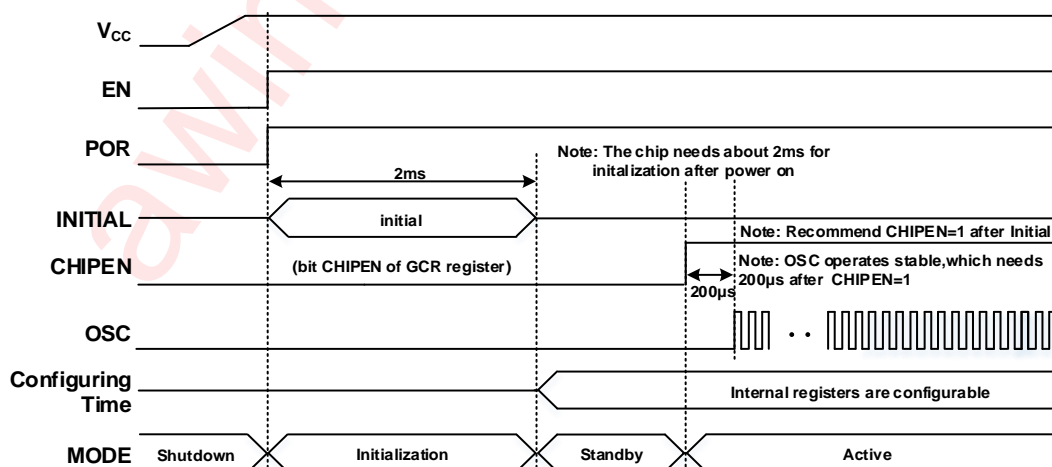 VCC
EN
POR
Note: The chip needs about 2ms for
initalization after power on
2ms
INITIAL
initial
Note: Recommend CHIPEN=1 after Initial
CHIPEN
(bit CHIPEN of GCR register)
Note: OSC operates stable,which needs
200µs after CHIPEN=1
200µs
OSC
Configuring
Time
Internal registers are configurable
MODE
Shutdown
Initialization
Standby
Active
awin